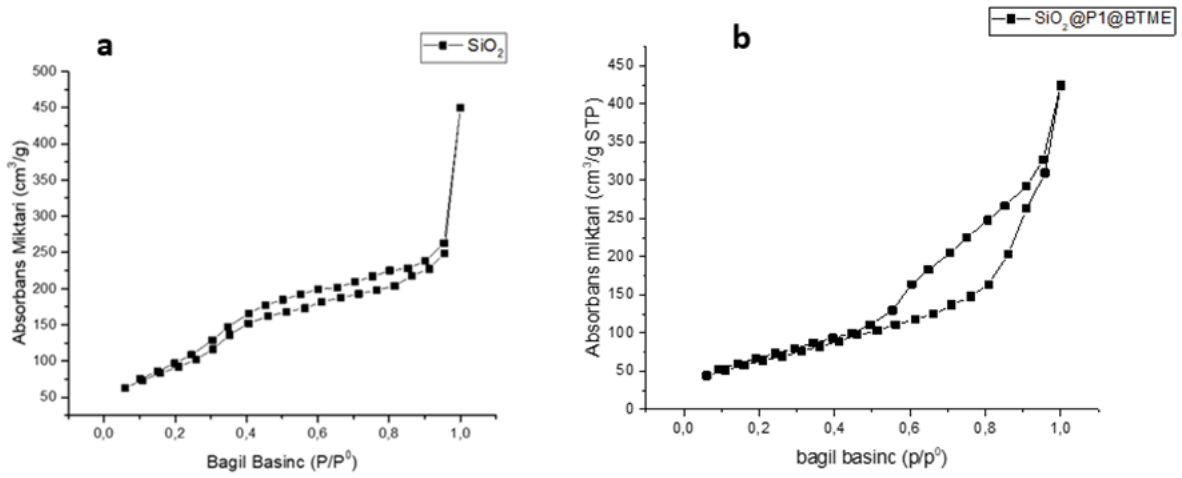 a
SiO₂
500
450
400
350
300
250
200
150
100
50
Absorbans Miktari (cm³/g)
0,0 0,2 0,4 0,6 0,8 1,0
Bagil Basinc (P/P⁰)
b
SiO₂@P1@BTME
450
400
350
300
250
200
150
100
50
0
Absorbans miktari (cm³/g STP)
0,0 0,2 0,4 0,6 0,8 1,0
bagil basinc (p/p⁰)